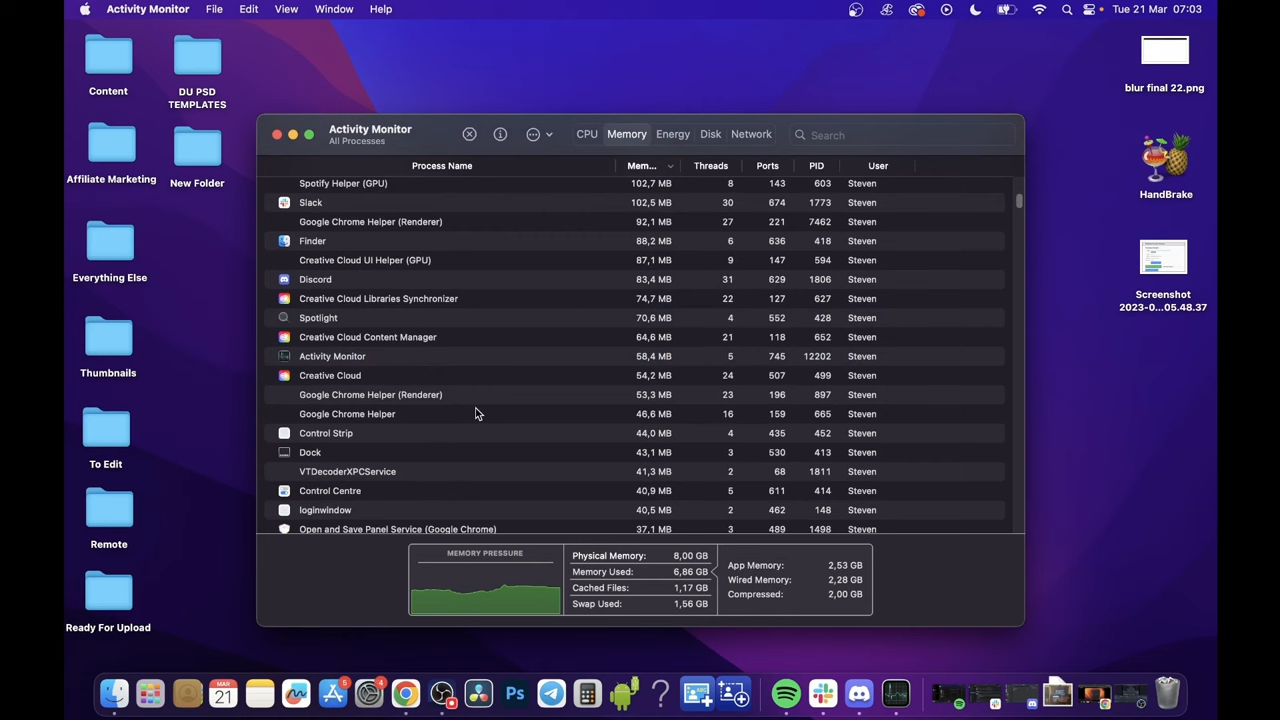 Activity Monitor File Edit View Window Help
Tue 21 Mar 07:03
Content
DU PSD
TEMPLATES
Affiliate Marketing
New Folder
Everything Else
Thumbnails
To Edit
Remote
Ready For Upload
blur final 22.png
HandBrake
Screenshot
2023-0...05.48.37
Activity Monitor
All Processes
CPU Memory Energy Disk Network
Search
Process Name Mem... Threads Ports PID User
Spotify Helper (GPU) 102,7 MB 8 143 603 Steven
Slack 102,5 MB 30 674 1773 Steven
Google Chrome Helper (Renderer) 92,1 MB 27 221 7462 Steven
Finder 88,2 MB 6 636 418 Steven
Creative Cloud UI Helper (GPU) 87,1 MB 9 147 594 Steven
Discord 83,4 MB 31 629 1806 Steven
Creative Cloud Libraries Synchronizer 74,7 MB 22 127 627 Steven
Spotlight 70,6 MB 4 552 428 Steven
Creative Cloud Content Manager 64,6 MB 21 118 652 Steven
Activity Monitor 58,4 MB 5 745 12202 Steven
Creative Cloud 54,2 MB 24 507 499 Steven
Google Chrome Helper (Renderer) 53,3 MB 23 196 897 Steven
Google Chrome Helper 46,6 MB 16 159 665 Steven
Control Strip 44,0 MB 4 435 452 Steven
Dock 43,1 MB 3 530 413 Steven
VTDecoderXPCService 41,3 MB 2 68 1811 Steven
Control Centre 40,9 MB 5 611 414 Steven
loginwindow 40,5 MB 2 462 148 Steven
Open and Save Panel Service (Google Chrome) 37,1 MB 3 489 1498 Steven
MEMORY PRESSURE
Physical Memory: 8,00 GB
Memory Used: 6,86 GB
Cached Files: 1,17 GB
Swap Used: 1,56 GB
App Memory: 2,53 GB
Wired Memory: 2,28 GB
Compressed: 2,00 GB
MAR
21
5
4
Ps